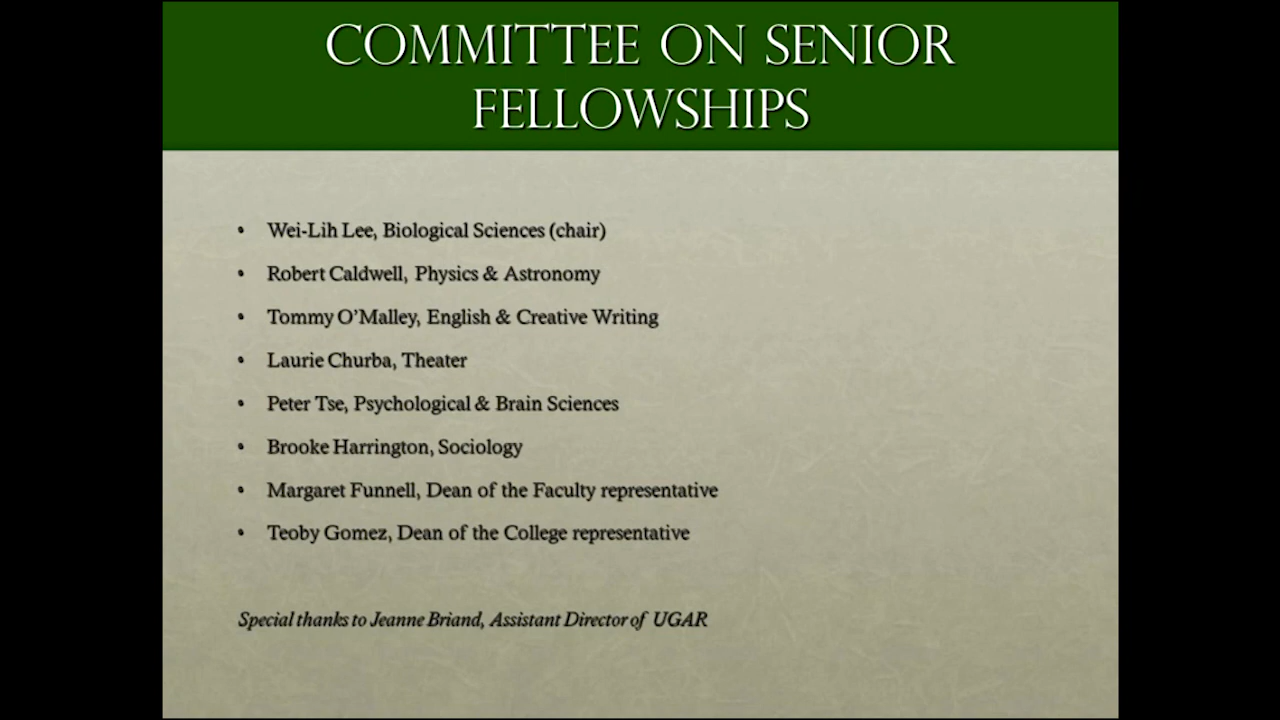 COMMITTEE ON SENIOR
FELLOWSHIPS
• Wei-Lih Lee, Biological Sciences (chair)
• Robert Caldwell, Physics & Astronomy
• Tommy O’Malley, English & Creative Writing
• Laurie Churba, Theater
• Peter Tse, Psychological & Brain Sciences
• Brooke Harrington, Sociology
• Margaret Funnell, Dean of the Faculty representative
• Teoby Gomez, Dean of the College representative
Special thanks to Jeanne Briand, Assistant Director of UGAR